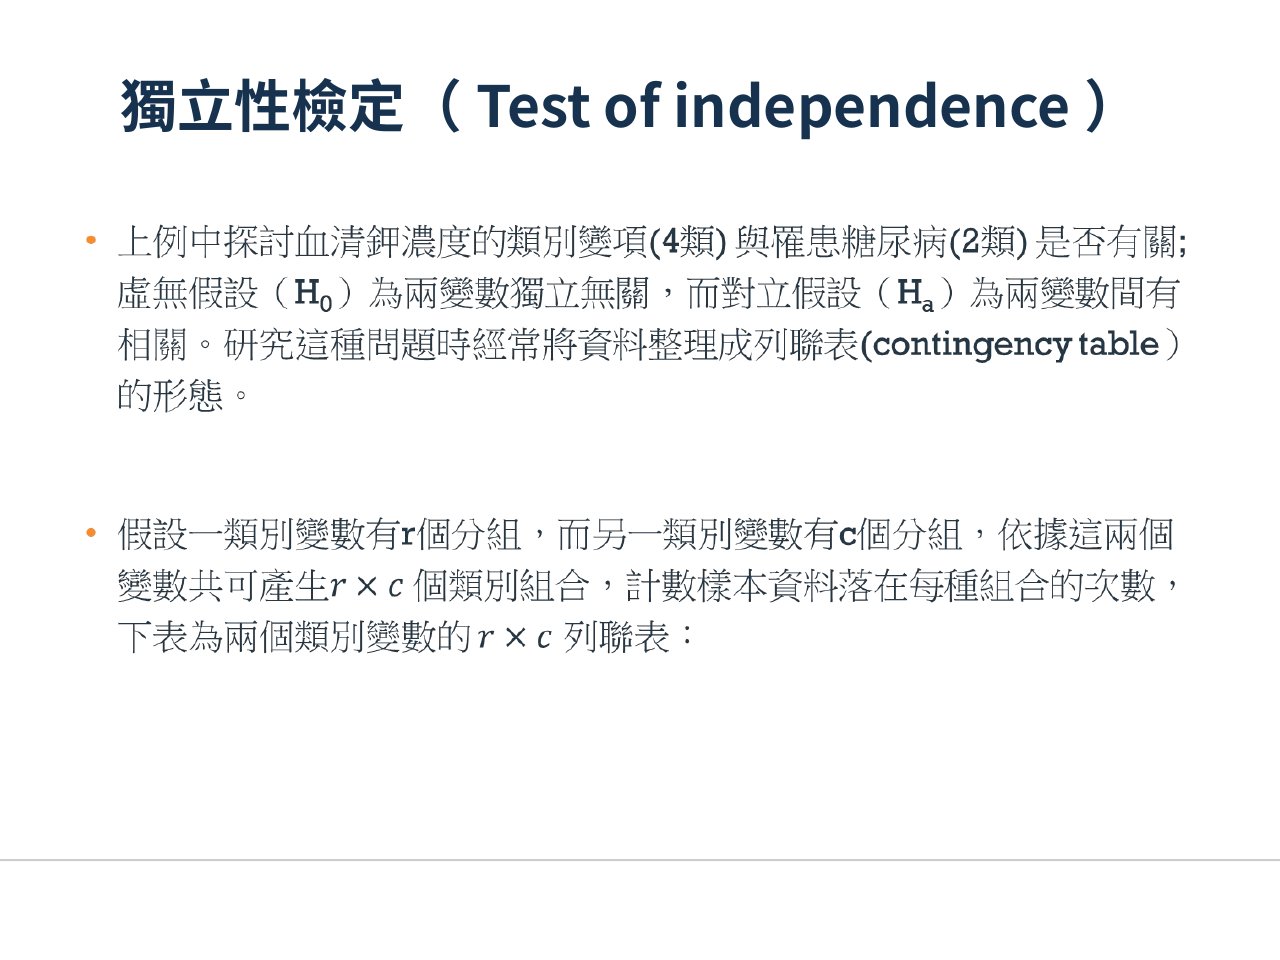 獨立性檢定（Test of independence）
• 上例中探討血清鉀濃度的類別變項(4類) 與罹患糖尿病(2類) 是否有關;
虛無假設（H₀）為兩變數獨立無關，而對立假設（Hₐ）為兩變數間有
相關。研究這種問題時經常將資料整理成列聯表(contingency table）
的形態。
• 假設一類別變數有r個分組，而另一類別變數有c個分組，依據這兩個
變數共可產生r × c 個類別組合，計數樣本資料落在每種組合的次數，
下表為兩個類別變數的 r × c 列聯表：